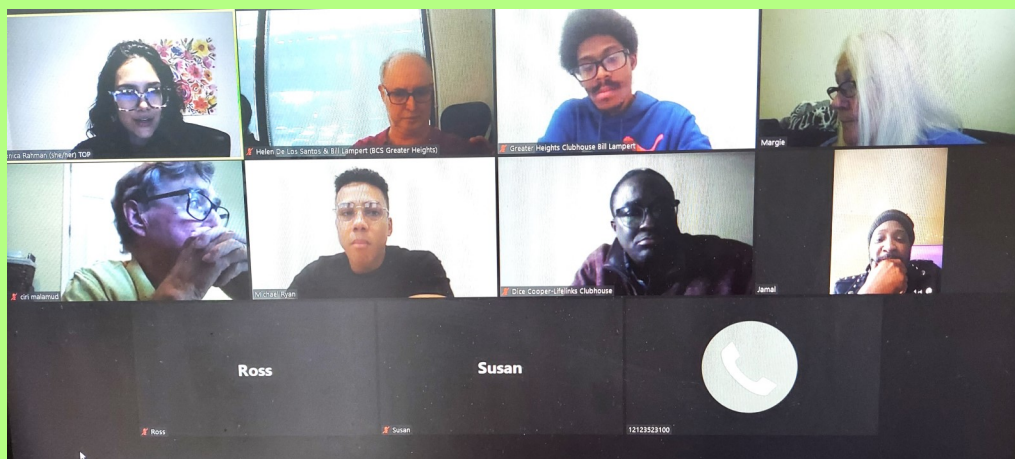 Rahman (she/her) TOP
Helen De Los Santos & Bill Lampert (BCS Greater Heights)
Greater Heights Clubhouse Bill Lampert
Margie
ciri malamud
Michael Ryan
Dice Cooper-Lifelinks Clubhouse
Jamal
Ross
Susan
Ross
Susan
12123523100